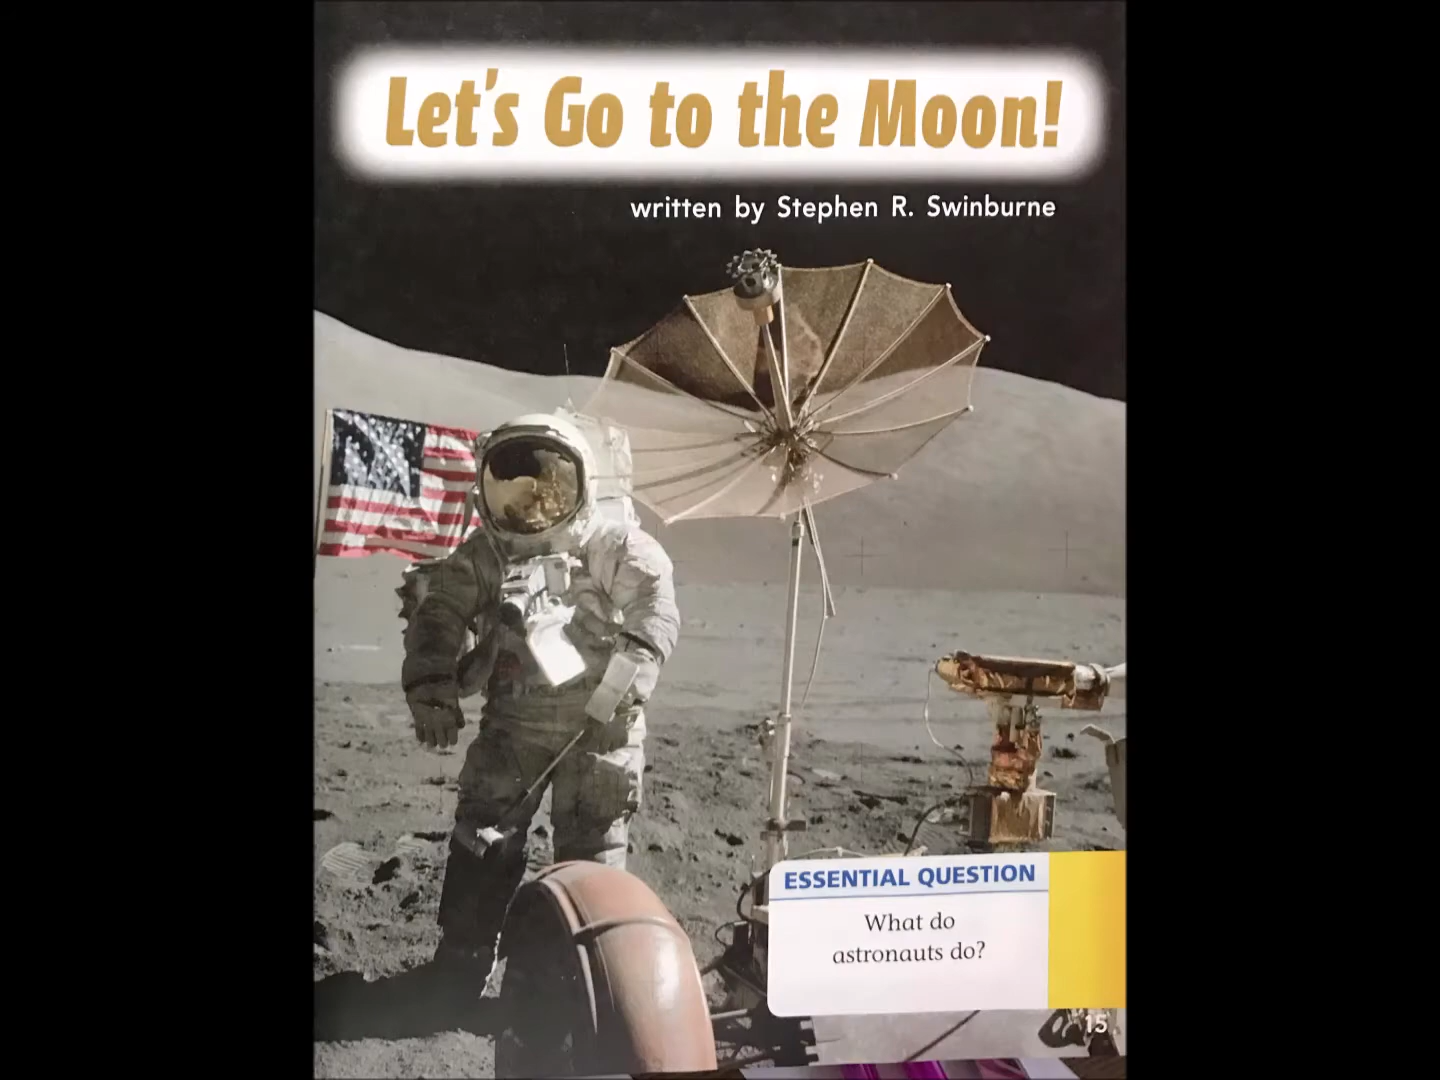 Let's Go to the Moon!
written by Stephen R. Swinburne
ESSENTIAL QUESTION
What do
astronauts do?
15